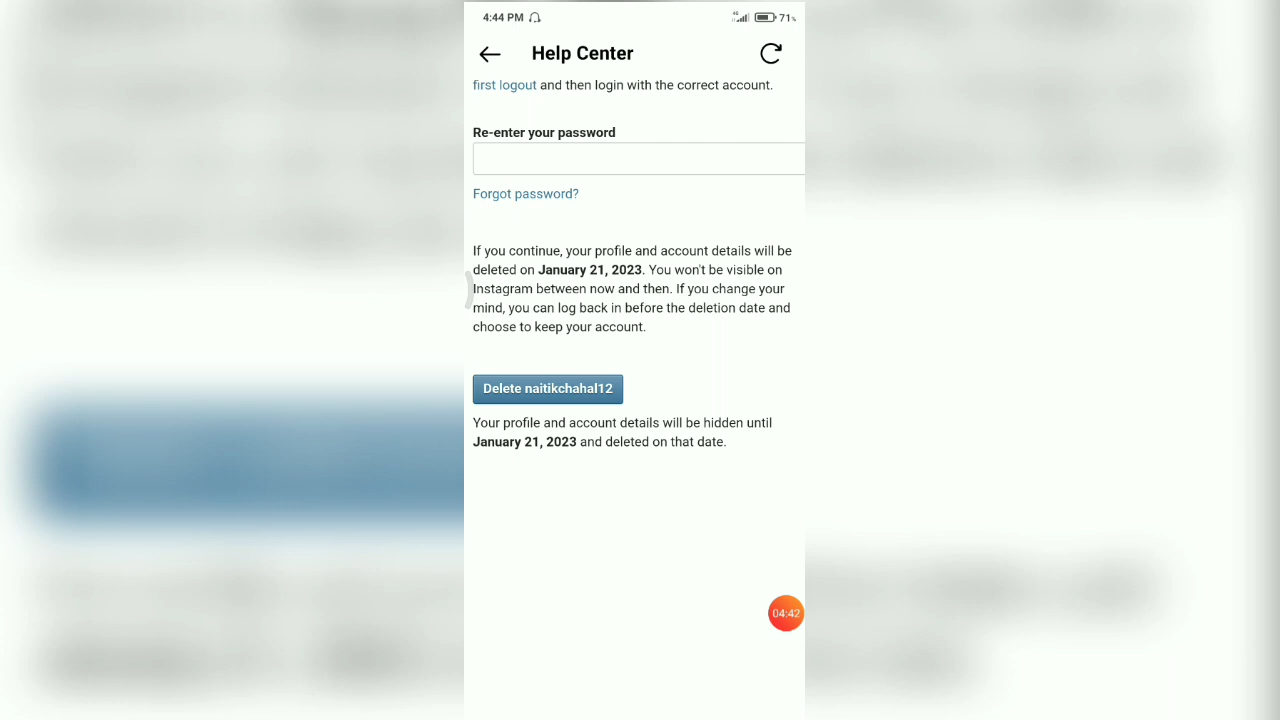 4:44 PM
4G
71%
Help Center
first logout and then login with the correct account.
Re-enter your password
Forgot password?
If you continue, your profile and account details will be
deleted on January 21, 2023. You won't be visible on
Instagram between now and then. If you change your
mind, you can log back in before the deletion date and
choose to keep your account.
Delete naitikchahal12
Your profile and account details will be hidden until
January 21, 2023 and deleted on that date.
04:42